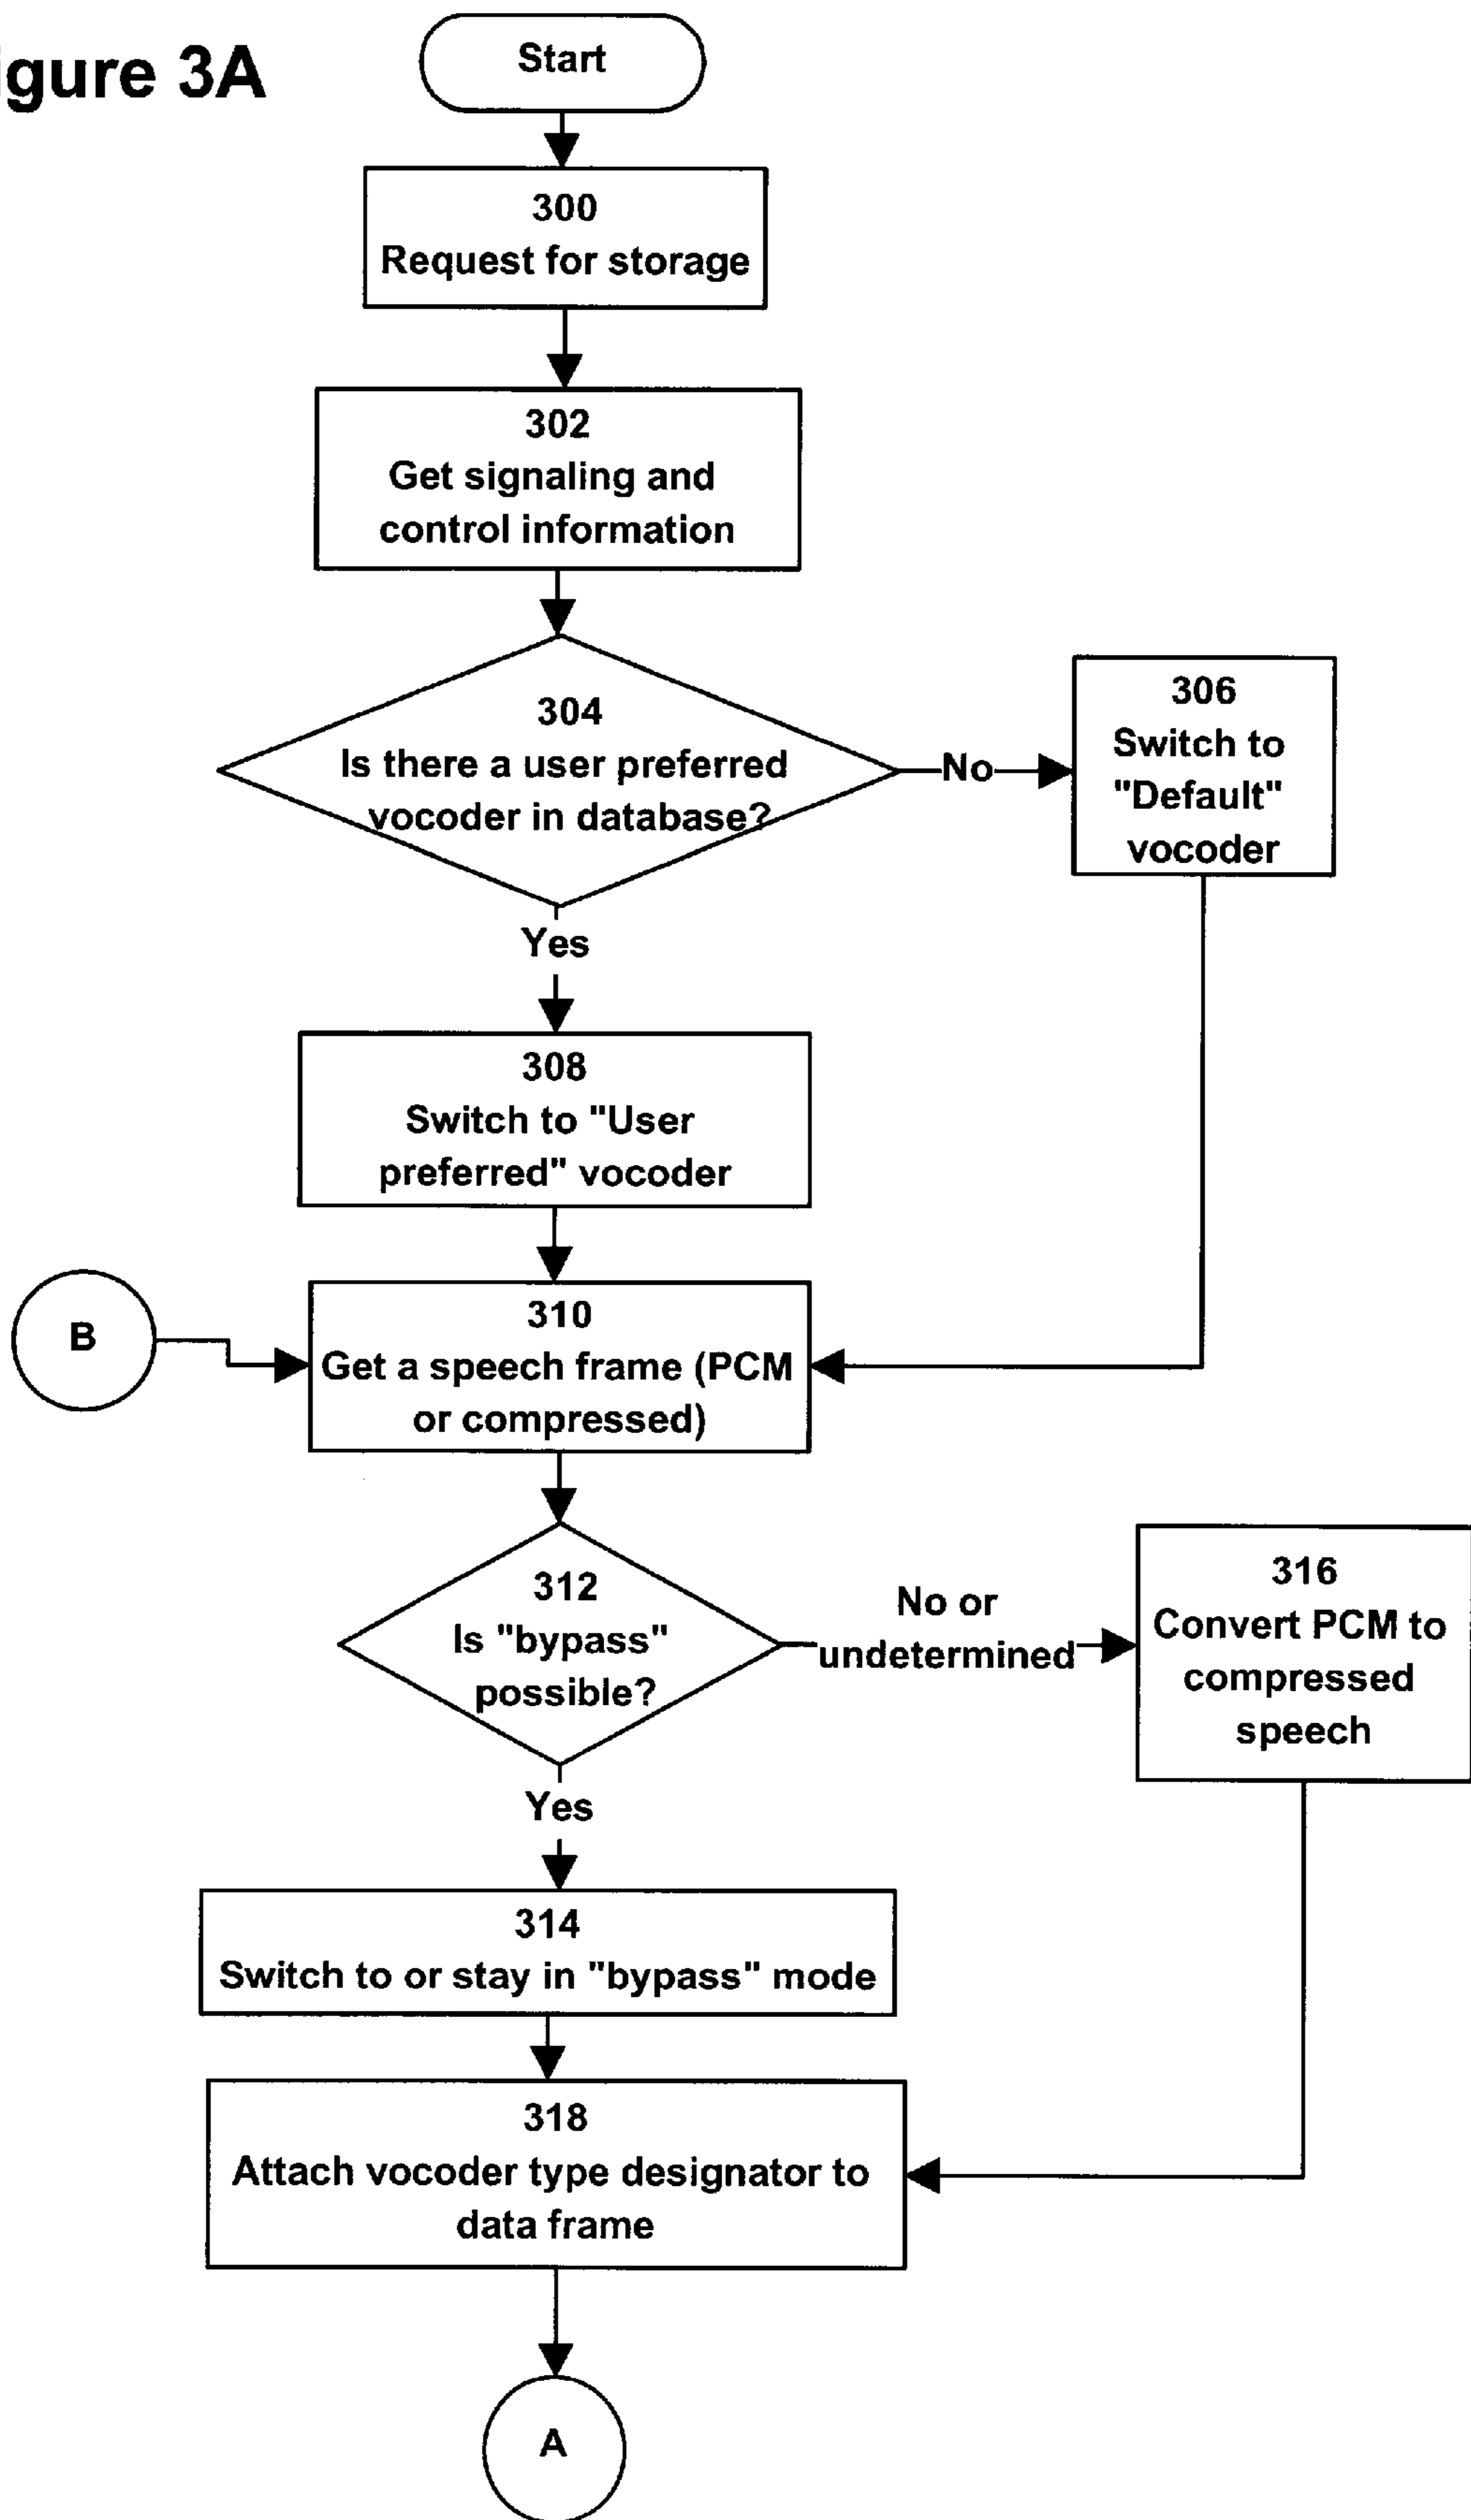 igure 3A
Start
300
Request for storage
302
Get signaling and
control information
304
Is there a user preferred
vocoder in database?
No
306
Switch to
"Default"
vocoder
Yes
308
Switch to "User
preferred" vocoder
B
310
Get a speech frame (PCM
or compressed)
312
Is "bypass"
possible?
No or
undetermined
316
Convert PCM to
compressed
speech
Yes
314
Switch to or stay in "bypass" mode
318
Attach vocoder type designator to
data frame
A